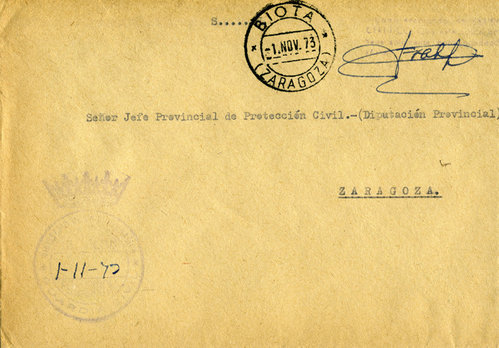 S......
BIOTA
-1.NOV.73
(ZARAGOZA)
Señor Jefe Provincial de Protección Civil.-(Diputación Provincial)
ZARAGOZA.
1-11-73